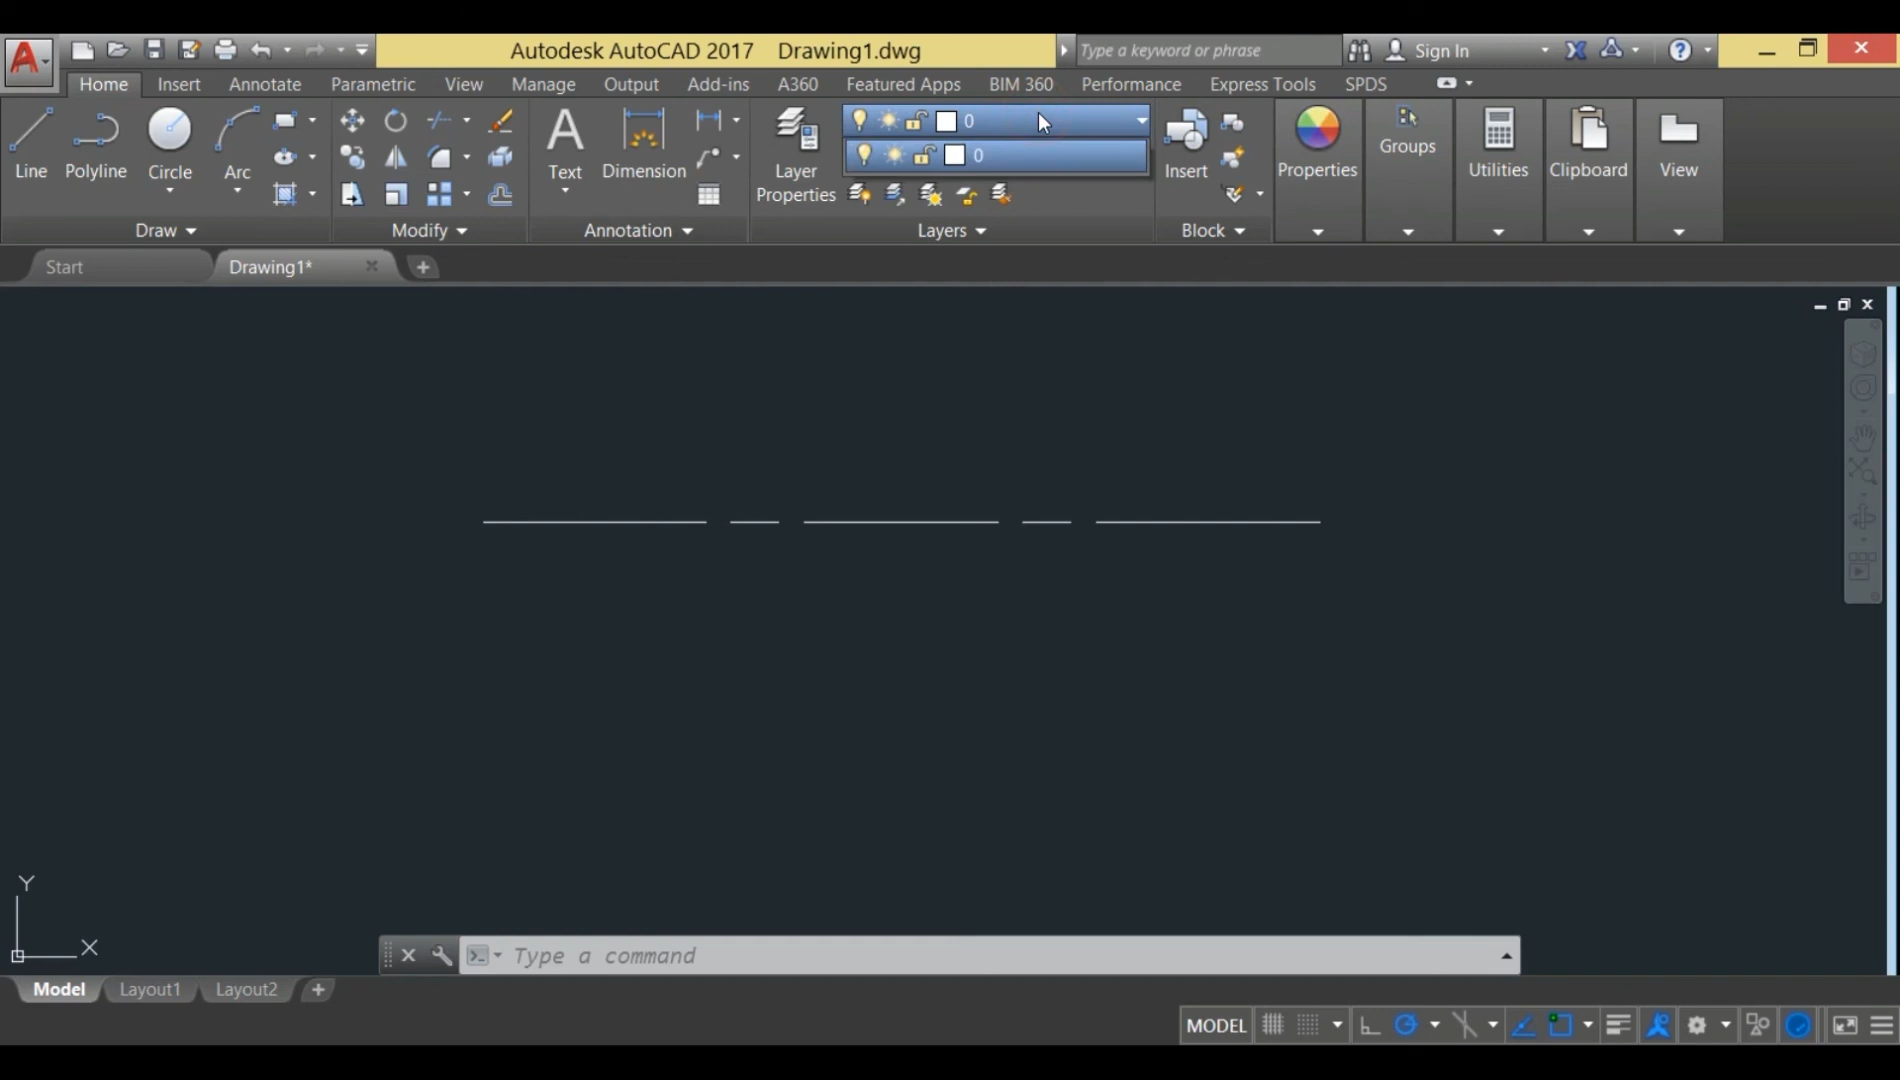 Autodesk AutoCAD 2017 Drawing1.dwg
Type a keyword or phrase
Sign In
Home Insert Annotate Parametric View Manage Output Add-ins A360 Featured Apps BIM 360 Performance Express Tools SPDS
Line Polyline Circle Arc
Text Dimension
Layer Properties
0
0
Insert
Properties
Groups
Utilities
Clipboard
View
Draw Modify Annotation Layers Block
Start Drawing1*
Y
X
Type a command
Model Layout1 Layout2
MODEL